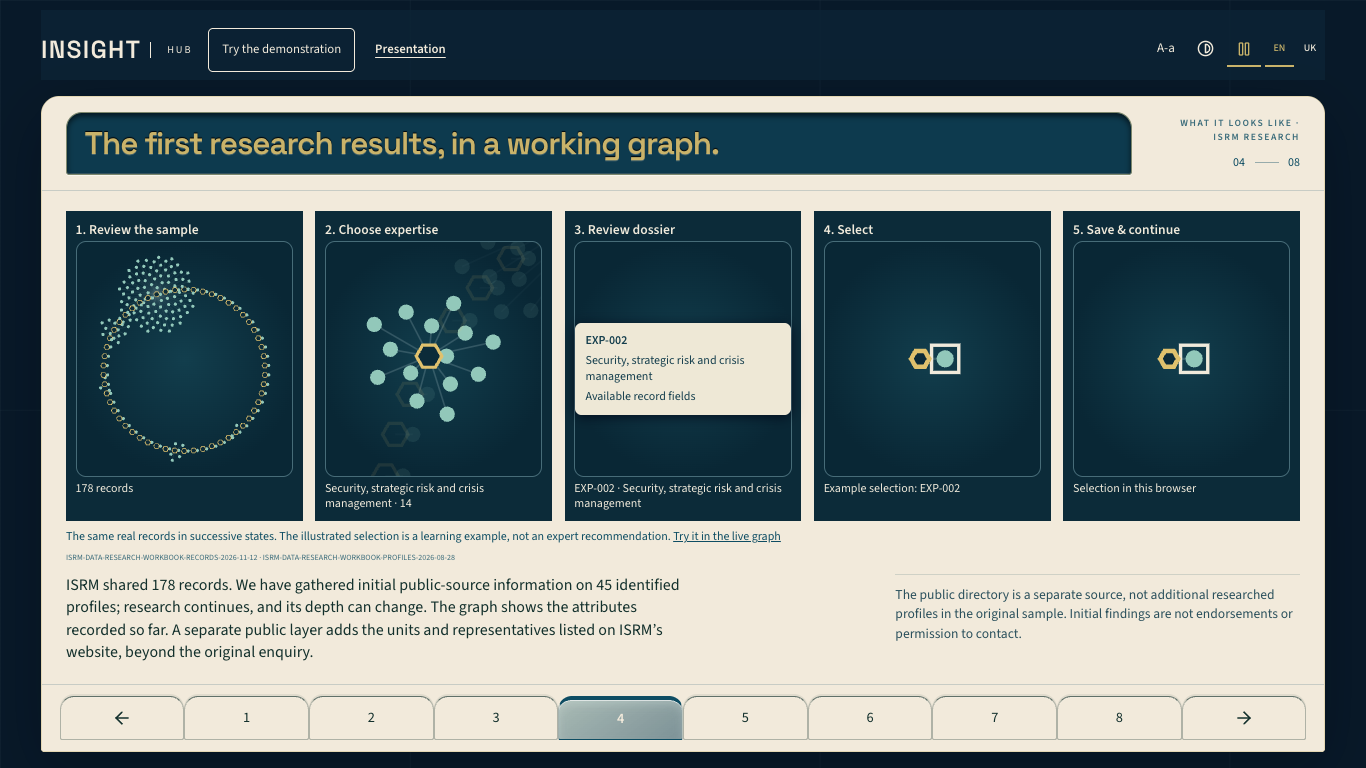 INSIGHT
HUB
Try the demonstration
Presentation
A-a
EN
UK
The first research results, in a working graph.
WHAT IT LOOKS LIKE ·
ISRM RESEARCH
04
08
1. Review the sample
178 records
2. Choose expertise
Security, strategic risk and crisis
management · 14
3. Review dossier
EXP-002
Security, strategic risk and crisis
management
Available record fields
EXP-002 · Security, strategic risk and crisis
management
4. Select
Example selection: EXP-002
5. Save & continue
Selection in this browser
The same real records in successive states. The illustrated selection is a learning example, not an expert recommendation. Try it in the live graph
ISRM-DATA-RESEARCH-WORKBOOK-RECORDS-2026-11-12 · ISRM-DATA-RESEARCH-WORKBOOK-PROFILES-2026-08-28
ISRM shared 178 records. We have gathered initial public-source information on 45 identified
profiles; research continues, and its depth can change. The graph shows the attributes
recorded so far. A separate public layer adds the units and representatives listed on ISRM’s
website, beyond the original enquiry.
The public directory is a separate source, not additional researched
profiles in the original sample. Initial findings are not endorsements or
permission to contact.
1
2
3
4
5
6
7
8